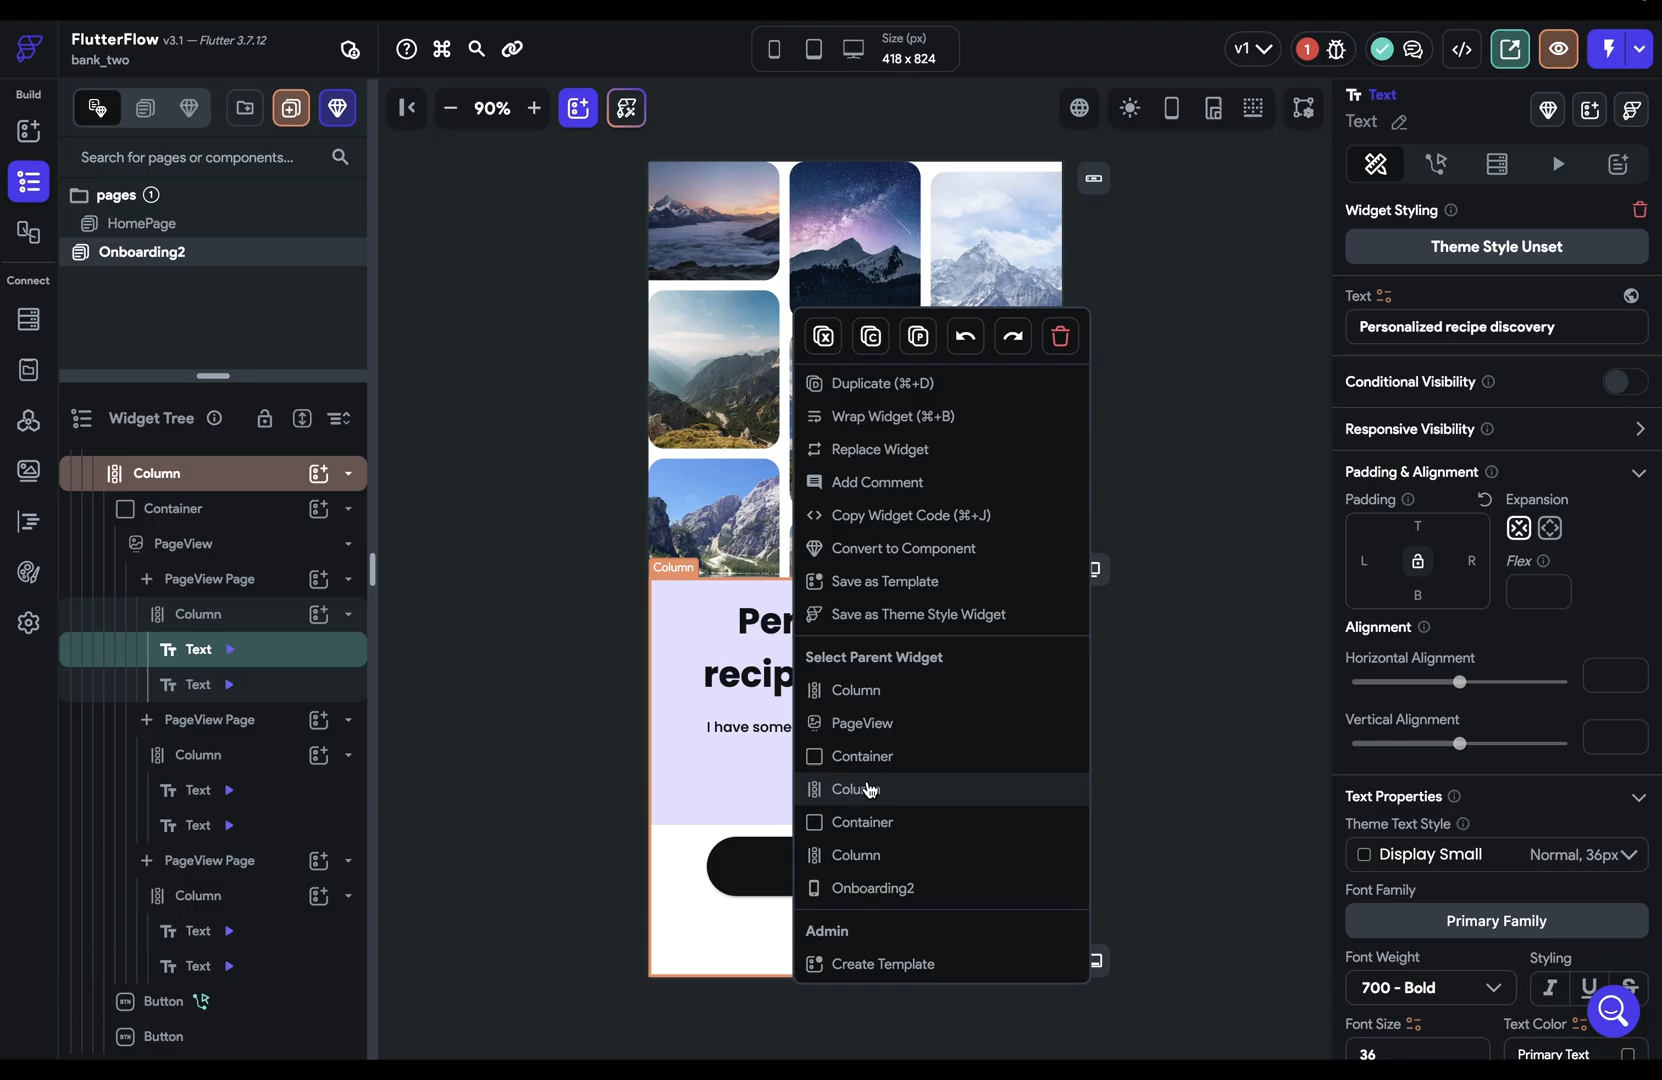 FlutterFlow v3.1 — Flutter 3.7.12
bank_two
Size (px)
418 x 824
v1
1
Build
Connect
90%
Search for pages or components...
pages 1
HomePage
Onboarding2
Widget Tree
Column
Container
PageView
PageView Page
Column
Text
Text
PageView Page
Column
Text
Text
PageView Page
Column
Text
Text
BTN Button
BTN Button
Column
Per
recip
I have some
X C P
Duplicate (⌘+D)
Wrap Widget (⌘+B)
Replace Widget
Add Comment
Copy Widget Code (⌘+J)
Convert to Component
Save as Template
Save as Theme Style Widget
Select Parent Widget
Column
PageView
Container
Column
Container
Column
Onboarding2
Admin
Create Template
Text
Text
Widget Styling
Theme Style Unset
Text
Personalized recipe discovery
Conditional Visibility
Responsive Visibility
Padding & Alignment
Padding Expansion
T
L R
B
Flex
Alignment
Horizontal Alignment
Vertical Alignment
Text Properties
Theme Text Style
Display Small Normal, 36px
Font Family
Primary Family
Font Weight Styling
700 - Bold I U S
Font Size Text Color
36 Primary Text